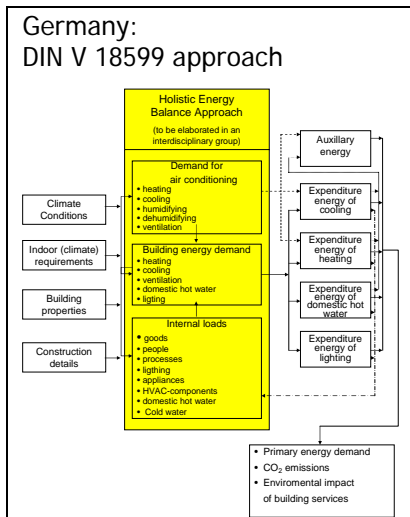 Germany:
DIN V 18599 approach
Holistic Energy
Balance Approach
(to be elaborated in an
interdisciplinary group)
Demand for
air conditioning
• heating
• cooling
• humidifying
• dehumidifying
• ventilation
Building energy demand
• heating
• cooling
• ventilation
• domestic hot water
• ligting
Internal loads
• goods
• people
• processes
• ligthing
• appliances
• HVAC-components
• domestic hot water
• Cold water
Climate
Conditions
Indoor (climate)
requirements
Building
properties
Construction
details
Auxillary
energy
Expenditure
energy of
cooling
Expenditure
energy of
heating
Expenditure
energy of
domestic hot
water
Expenditure
energy of
lighting
• Primary energy demand
• CO₂ emissions
• Enviromental impact
of building services